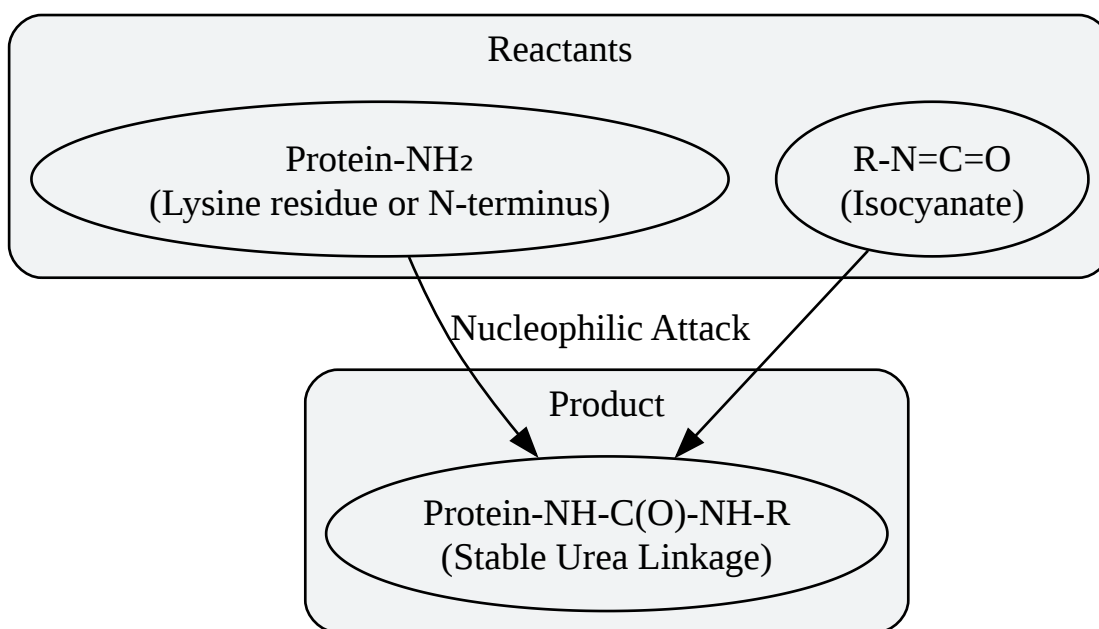 Reactants
Protein-NH₂
(Lysine residue or N-terminus)
R-N=C=O
(Isocyanate)
Nucleophilic Attack
Product
Protein-NH-C(O)-NH-R
(Stable Urea Linkage)